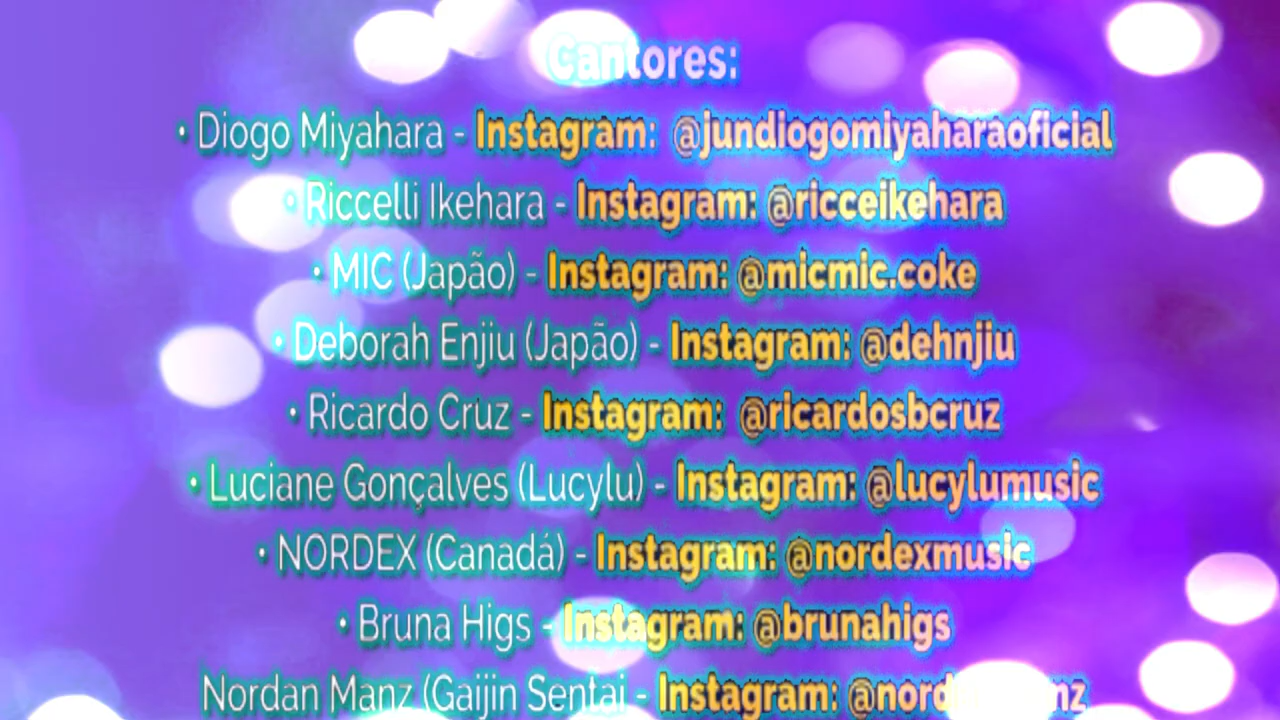 Cantores:
• Diogo Miyahara - Instagram: @jundiogomiyaharaoficial
• Riccelli Ikehara - Instagram: @ricceikehara
• MIC (Japão) - Instagram: @micmic.coke
• Deborah Enjiu (Japão) - Instagram: @dehnjiu
• Ricardo Cruz - Instagram: @ricardosbcruz
• Luciane Gonçalves (Lucylu) - Instagram: @lucylumusic
• NORDEX (Canadá) - Instagram: @nordexmusic
• Bruna Higs - Instagram: @brunahigs
Nordan Manz (Gaijin Sentai - Instagram: